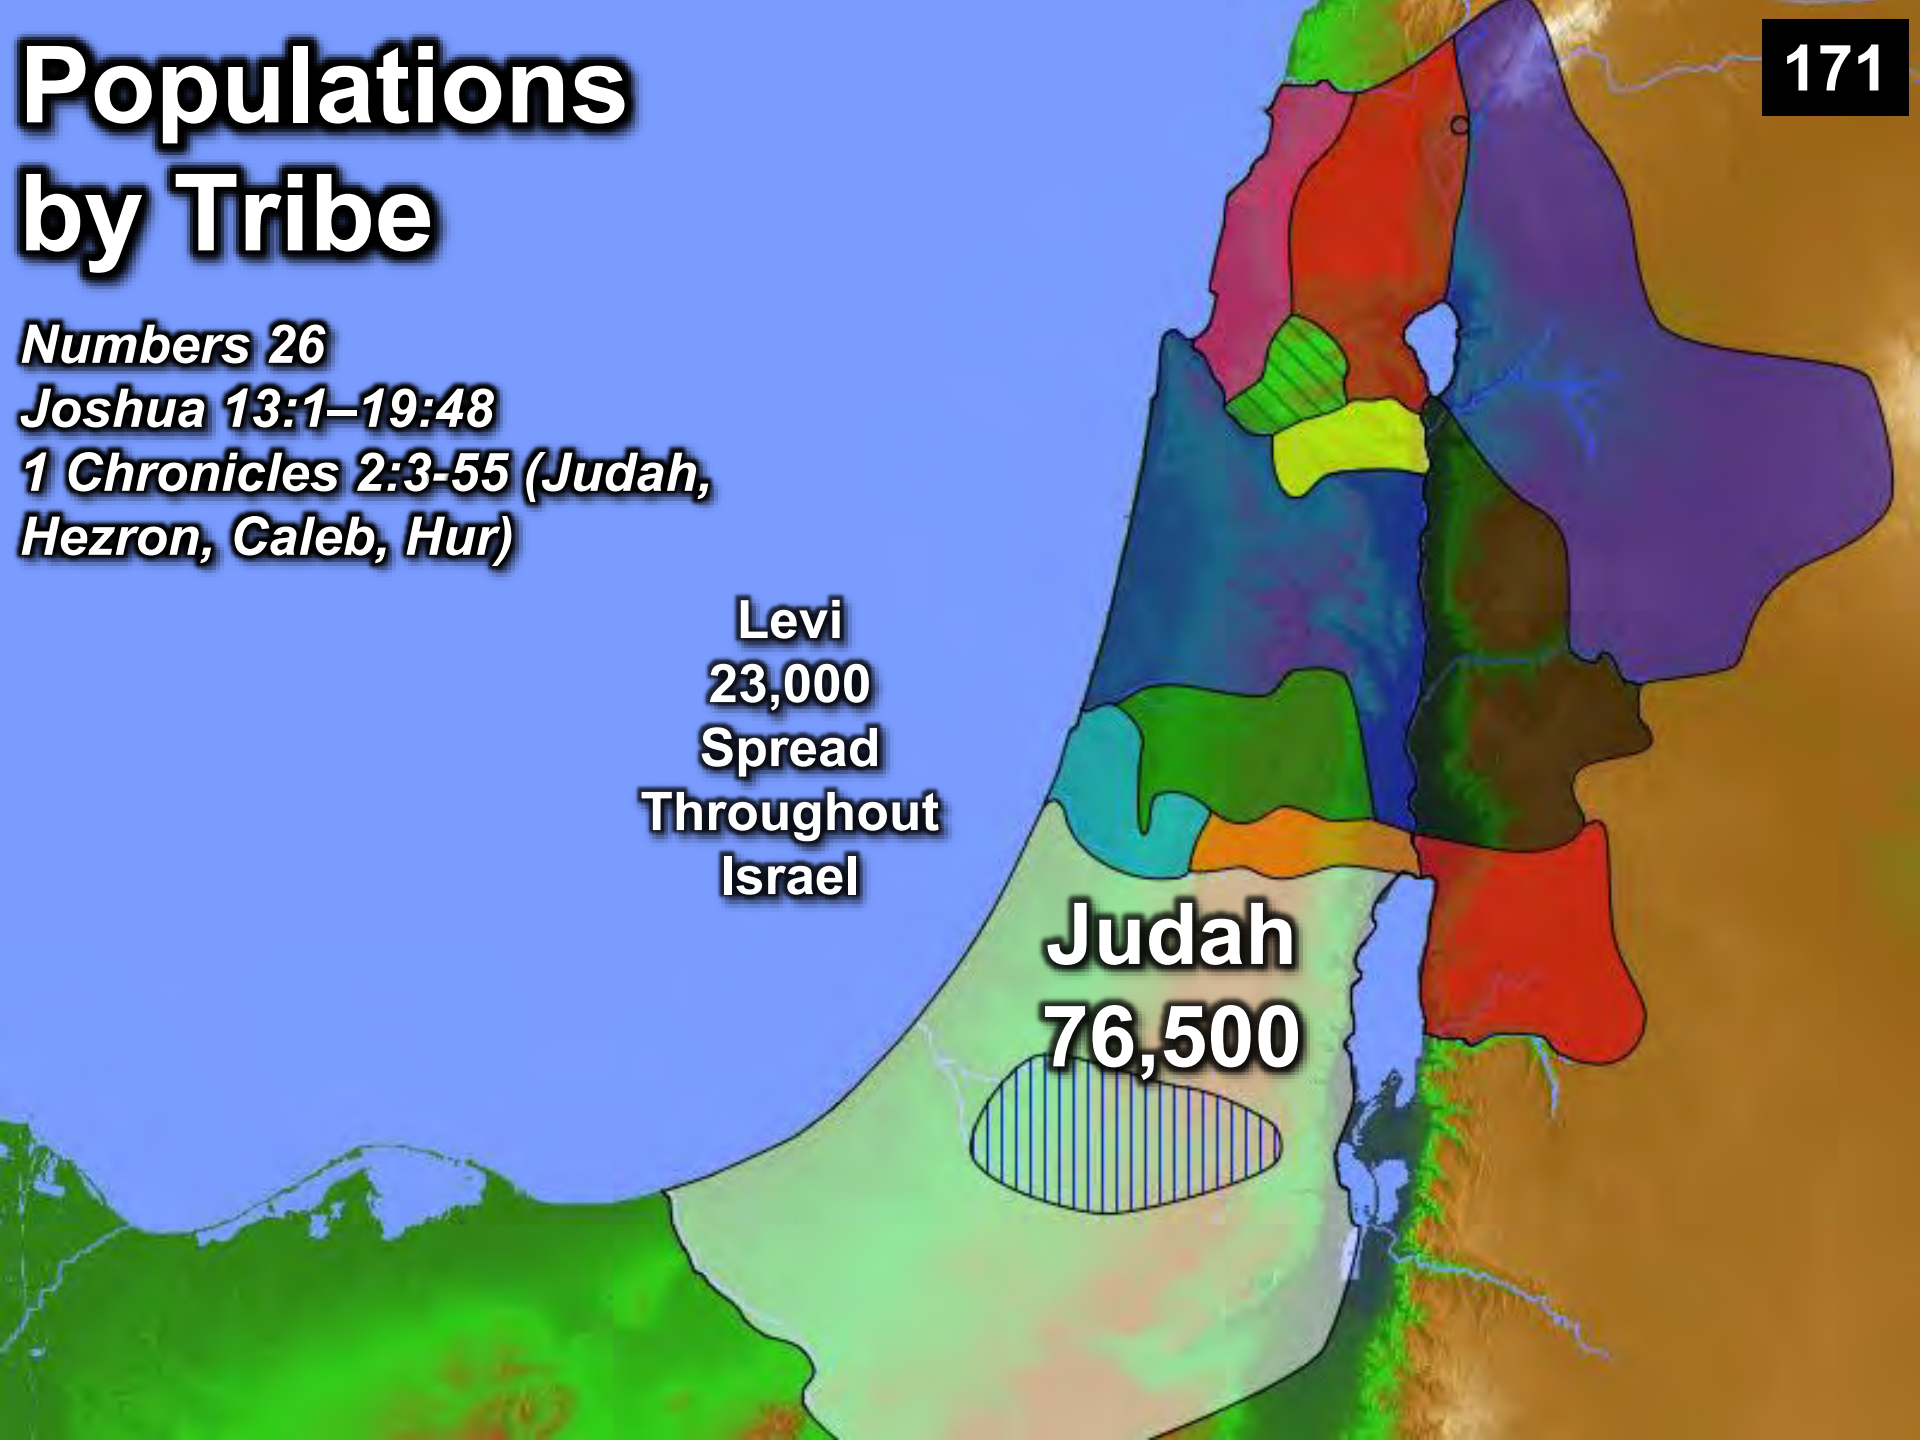 Populations
by Tribe
171
Numbers 26
Joshua 13:1–19:48
1 Chronicles 2:3-55 (Judah,
Hezron, Caleb, Hur)
Levi
23,000
Spread
Throughout
Israel
Judah
76,500